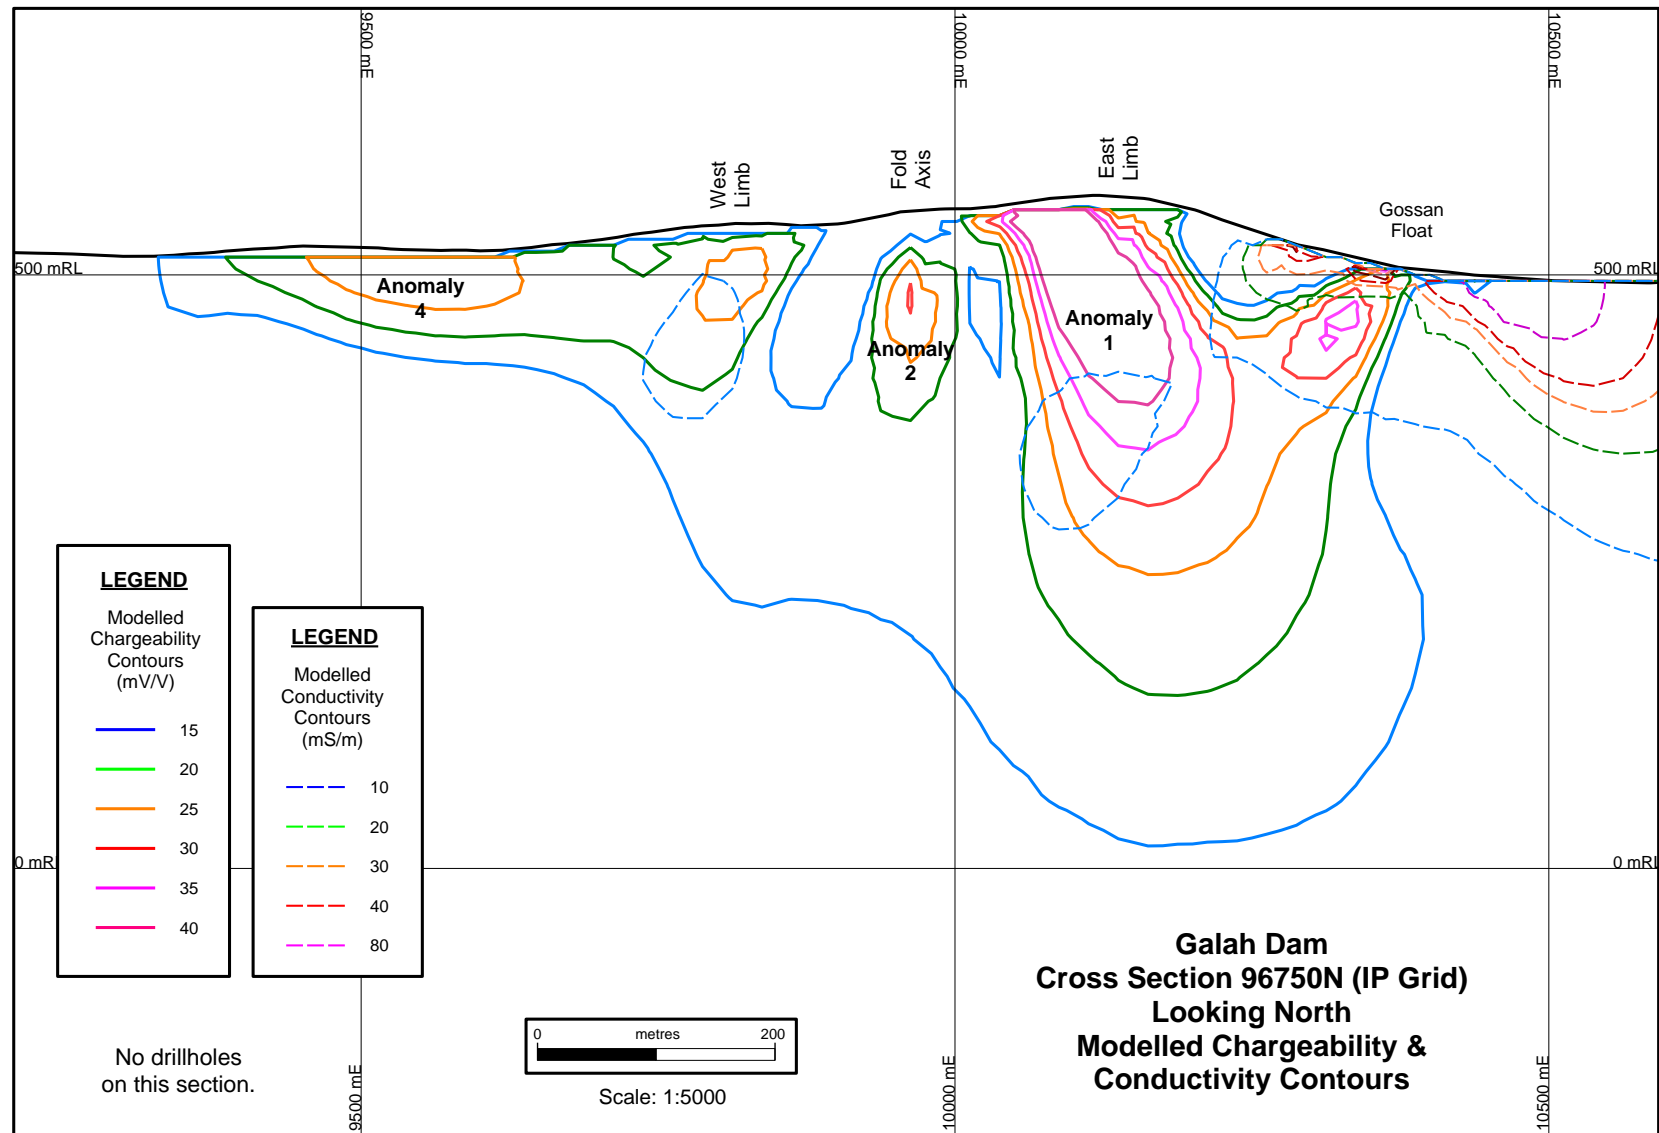 9500 mE
10000 mE
10500 mE
West
Limb
Fold
Axis
East
Limb
Gossan
Float
500 mRL
500 mRL
Anomaly
4
Anomaly
2
Anomaly
1
LEGEND
Modelled
Chargeability
Contours
(mV/V)
15
20
25
30
35
40
LEGEND
Modelled
Conductivity
Contours
(mS/m)
10
20
30
40
80
0 mRL
0 mRL
Galah Dam
Cross Section 96750N (IP Grid)
Looking North
Modelled Chargeability &
Conductivity Contours
No drillholes
on this section.
0 metres 200
Scale: 1:5000
9500 mE
10000 mE
10500 mE